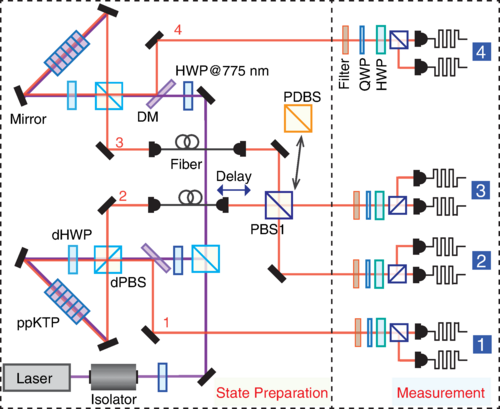 4
HWP@775 nm
Filter
QWP
HWP
4
Mirror
DM
PDBS
3
Fiber
Delay
3
2
dHWP
PBS1
2
dPBS
ppKTP
1
1
Laser
Isolator
State Preparation
Measurement